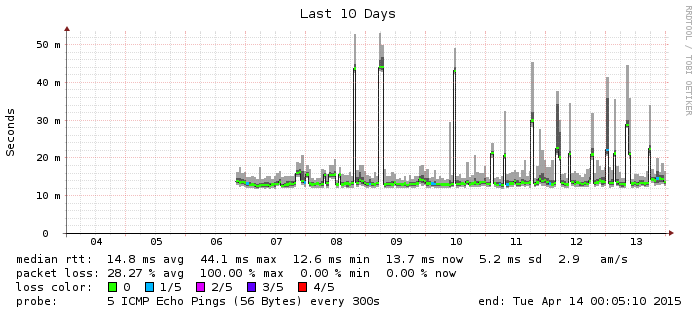 Last 10 Days
RRDTOOL / TOBI OETIKER
Seconds
50 m
40 m
30 m
20 m
10 m
0
04 05 06 07 08 09 10 11 12 13
median rtt: 14.8 ms avg 44.1 ms max 12.6 ms min 13.7 ms now 5.2 ms sd 2.9 am/s
packet loss: 28.27 % avg 100.00 % max 0.00 % min 0.00 % now
loss color: 0 1/5 2/5 3/5 4/5
probe: 5 ICMP Echo Pings (56 Bytes) every 300s end: Tue Apr 14 00:05:10 2015